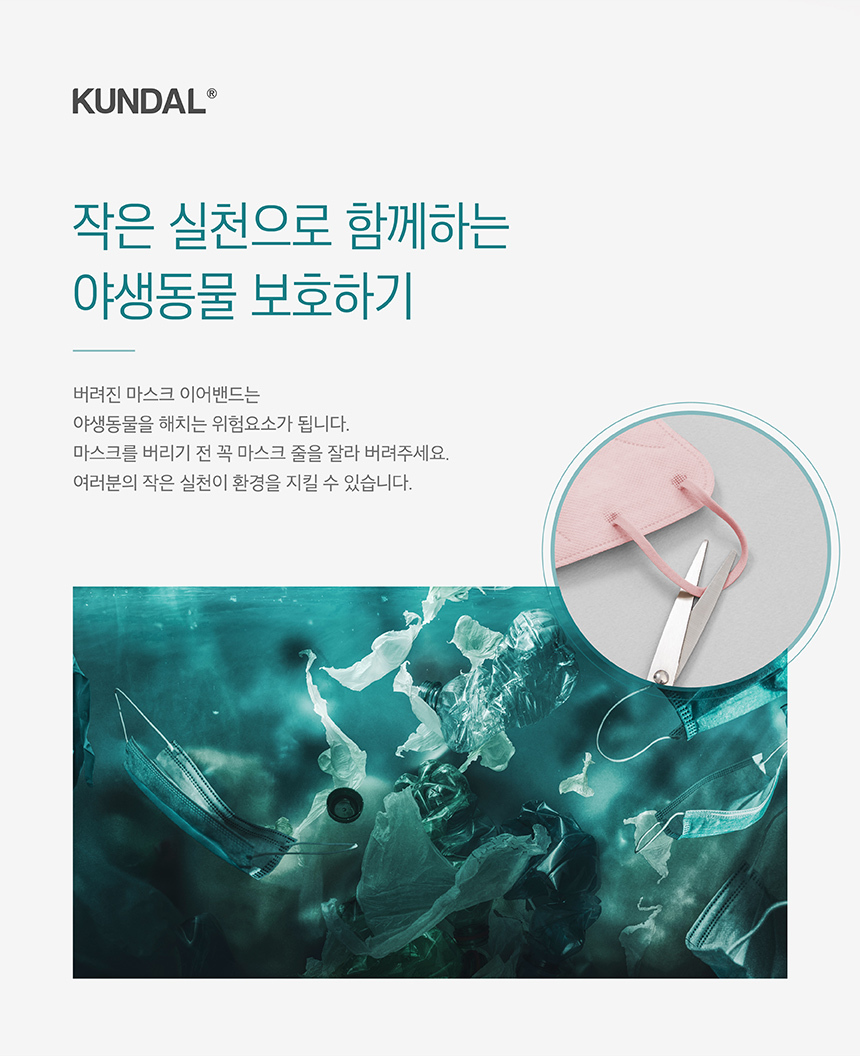 KUNDAL®
작은 실천으로 함께하는
야생동물 보호하기
버려진 마스크 이어밴드는
야생동물을 해치는 위험요소가 됩니다.
마스크를 버리기 전 꼭 마스크 줄을 잘라 버려주세요.
여러분의 작은 실천이 환경을 지킬 수 있습니다.